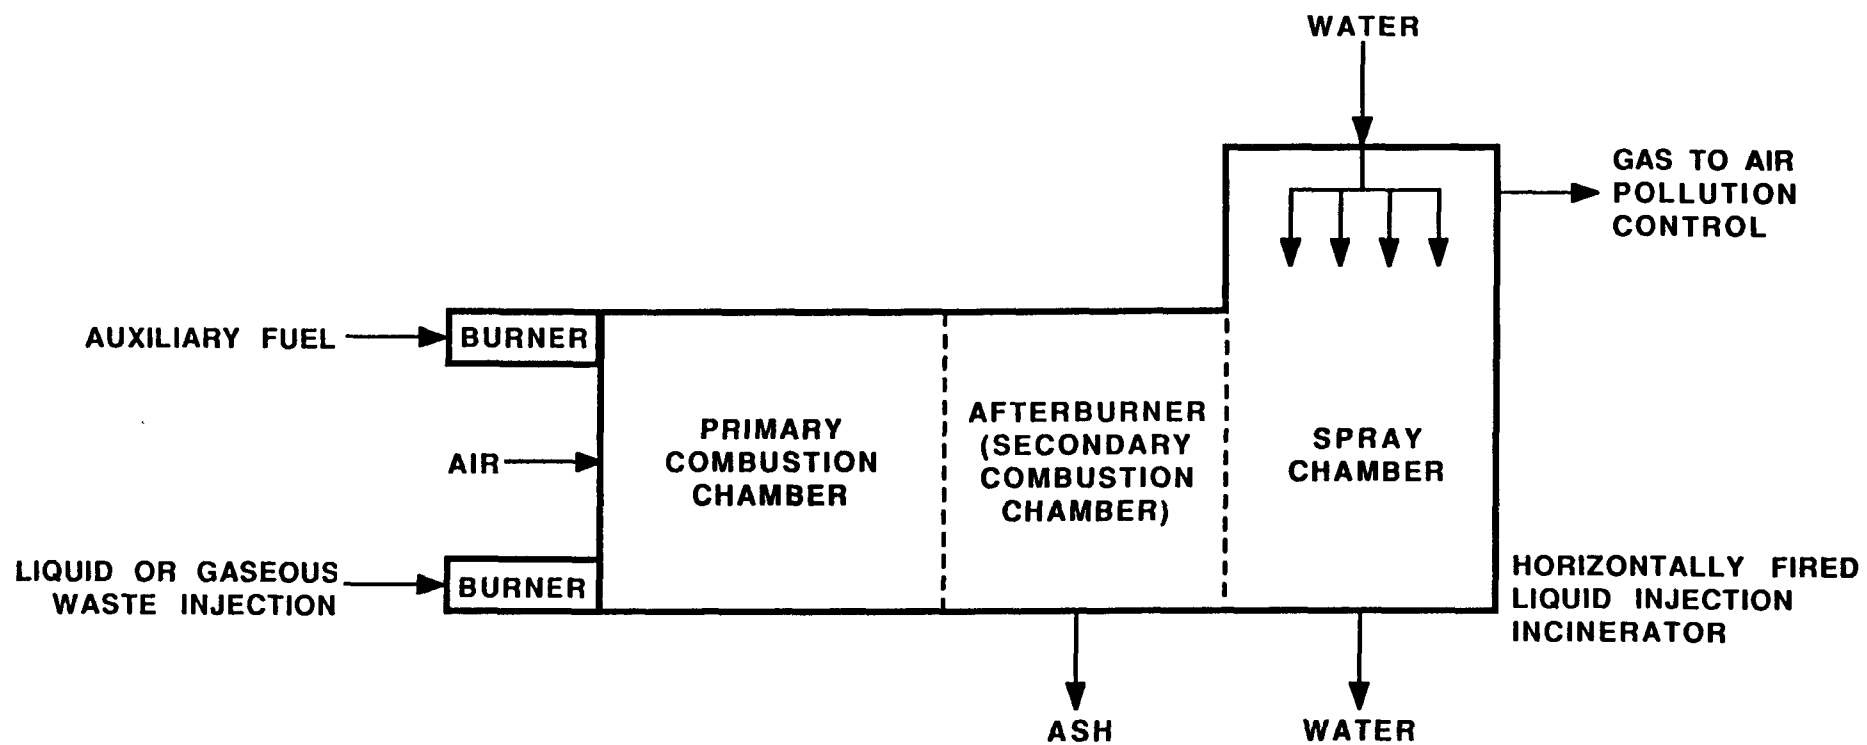 WATER
GAS TO AIR
POLLUTION
CONTROL
AUXILIARY FUEL
BURNER
AIR
PRIMARY
COMBUSTION
CHAMBER
AFTERBURNER
(SECONDARY
COMBUSTION
CHAMBER)
SPRAY
CHAMBER
LIQUID OR GASEOUS
WASTE INJECTION
BURNER
HORIZONTALLY FIRED
LIQUID INJECTION
INCINERATOR
ASH
WATER